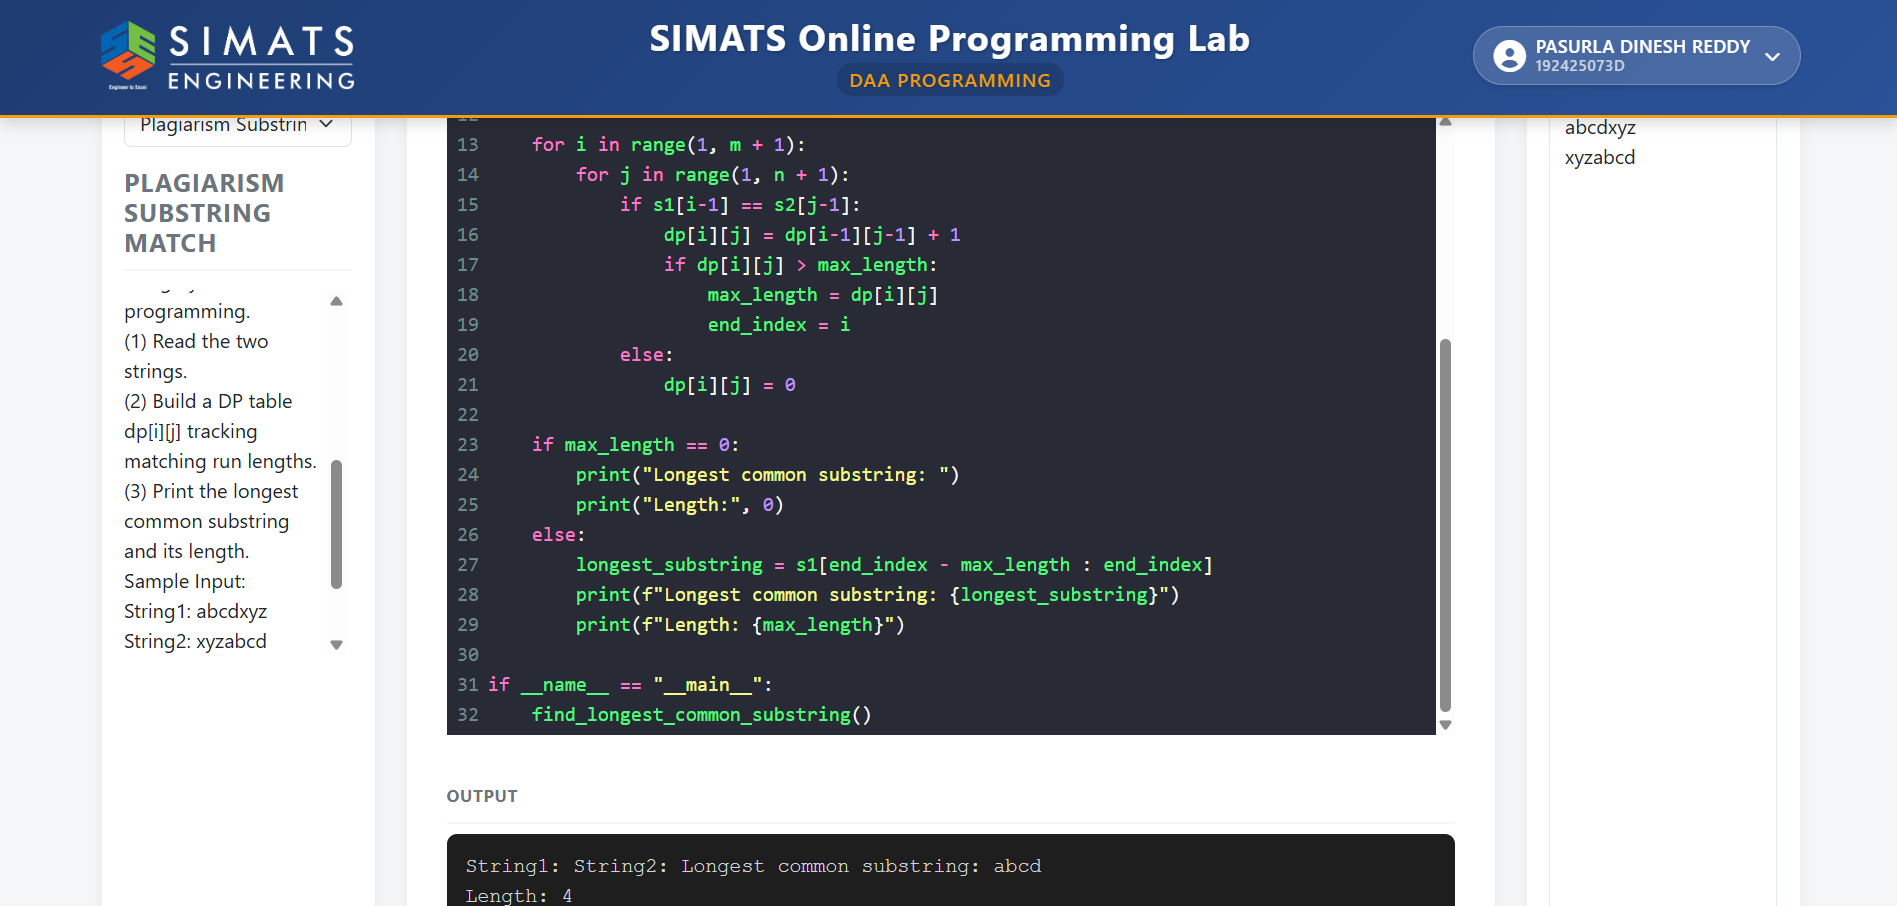 SIMATS
ENGINEERING
Engineer to Excel
SIMATS Online Programming Lab
DAA PROGRAMMING
PASURLA DINESH REDDY
192425073D
Plagiarism Substrin
PLAGIARISM
SUBSTRING
MATCH
programming.
(1) Read the two
strings.
(2) Build a DP table
dp[i][j] tracking
matching run lengths.
(3) Print the longest
common substring
and its length.
Sample Input:
String1: abcdxyz
String2: xyzabcd
12
13     for i in range(1, m + 1):
14         for j in range(1, n + 1):
15             if s1[i-1] == s2[j-1]:
16                 dp[i][j] = dp[i-1][j-1] + 1
17                 if dp[i][j] > max_length:
18                     max_length = dp[i][j]
19                     end_index = i
20             else:
21                 dp[i][j] = 0
22
23     if max_length == 0:
24         print("Longest common substring: ")
25         print("Length:", 0)
26     else:
27         longest_substring = s1[end_index - max_length : end_index]
28         print(f"Longest common substring: {longest_substring}")
29         print(f"Length: {max_length}")
30
31 if __name__ == "__main__":
32     find_longest_common_substring()
OUTPUT
String1: String2: Longest common substring: abcd
Length: 4
abcdxyz
xyzabcd